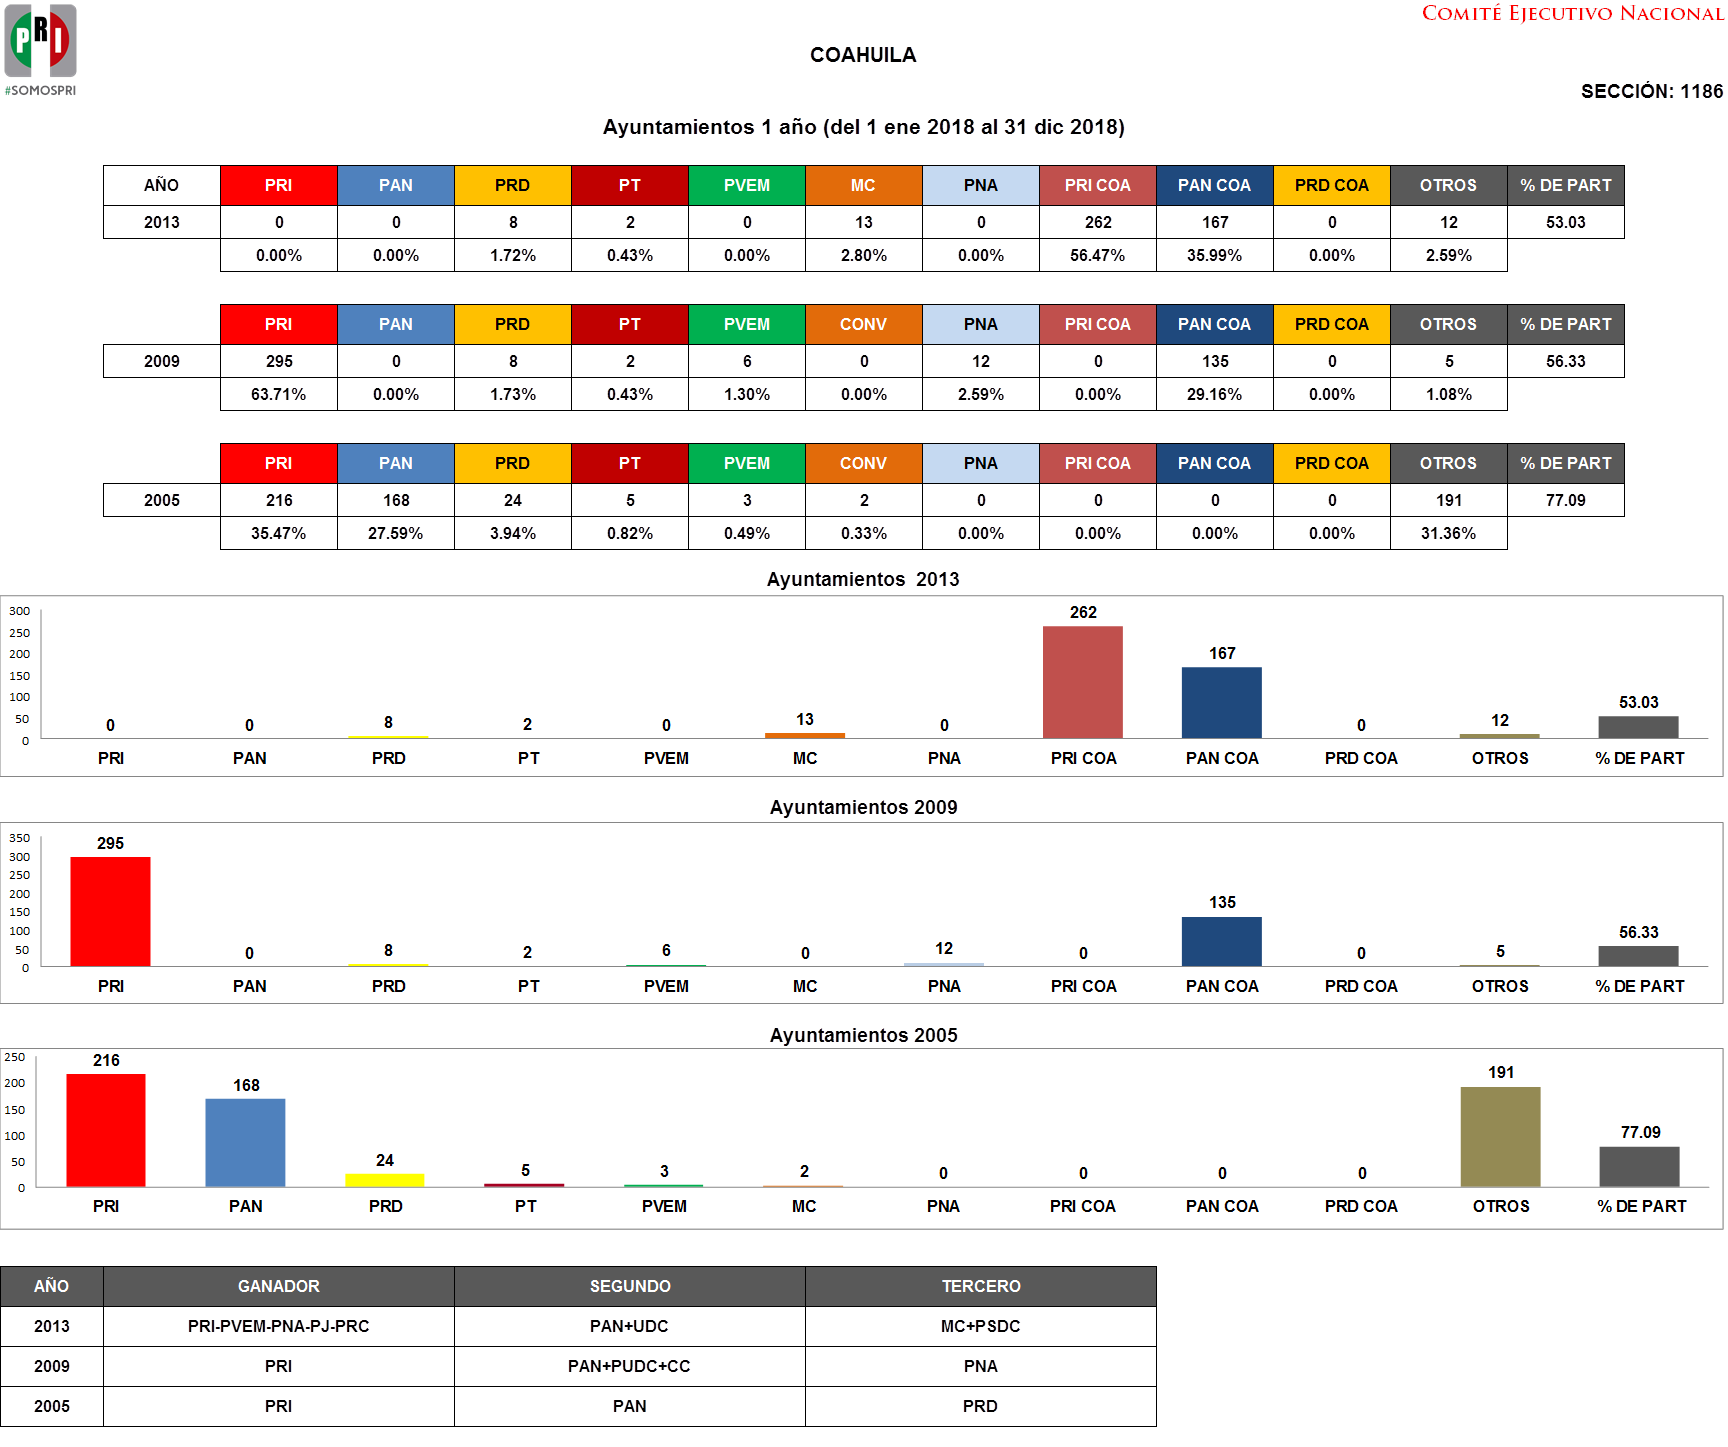 COMITÉ EJECUTIVO NACIONAL
PRI
#SOMOSPRI
COAHUILA
SECCIÓN: 1186
Ayuntamientos 1 año (del 1 ene 2018 al 31 dic 2018)
AÑO PRI PAN PRD PT PVEM MC PNA PRI COA PAN COA PRD COA OTROS % DE PART
2013 0 0 8 2 0 13 0 262 167 0 12 53.03
0.00% 0.00% 1.72% 0.43% 0.00% 2.80% 0.00% 56.47% 35.99% 0.00% 2.59%
PRI PAN PRD PT PVEM CONV PNA PRI COA PAN COA PRD COA OTROS % DE PART
2009 295 0 8 2 6 0 12 0 135 0 5 56.33
63.71% 0.00% 1.73% 0.43% 1.30% 0.00% 2.59% 0.00% 29.16% 0.00% 1.08%
PRI PAN PRD PT PVEM CONV PNA PRI COA PAN COA PRD COA OTROS % DE PART
2005 216 168 24 5 3 2 0 0 0 0 191 77.09
35.47% 27.59% 3.94% 0.82% 0.49% 0.33% 0.00% 0.00% 0.00% 0.00% 31.36%
Ayuntamientos 2013
300
250
200
150
100
50
0
0 0 8 2 0 13 0 262 167 0 12 53.03
PRI PAN PRD PT PVEM MC PNA PRI COA PAN COA PRD COA OTROS % DE PART
Ayuntamientos 2009
350
300
250
200
150
100
50
0
295 0 8 2 6 0 12 0 135 0 5 56.33
PRI PAN PRD PT PVEM MC PNA PRI COA PAN COA PRD COA OTROS % DE PART
Ayuntamientos 2005
250
200
150
100
50
0
216 168 24 5 3 2 0 0 0 0 191 77.09
PRI PAN PRD PT PVEM MC PNA PRI COA PAN COA PRD COA OTROS % DE PART
AÑO GANADOR SEGUNDO TERCERO
2013 PRI-PVEM-PNA-PJ-PRC PAN+UDC MC+PSDC
2009 PRI PAN+PUDC+CC PNA
2005 PRI PAN PRD